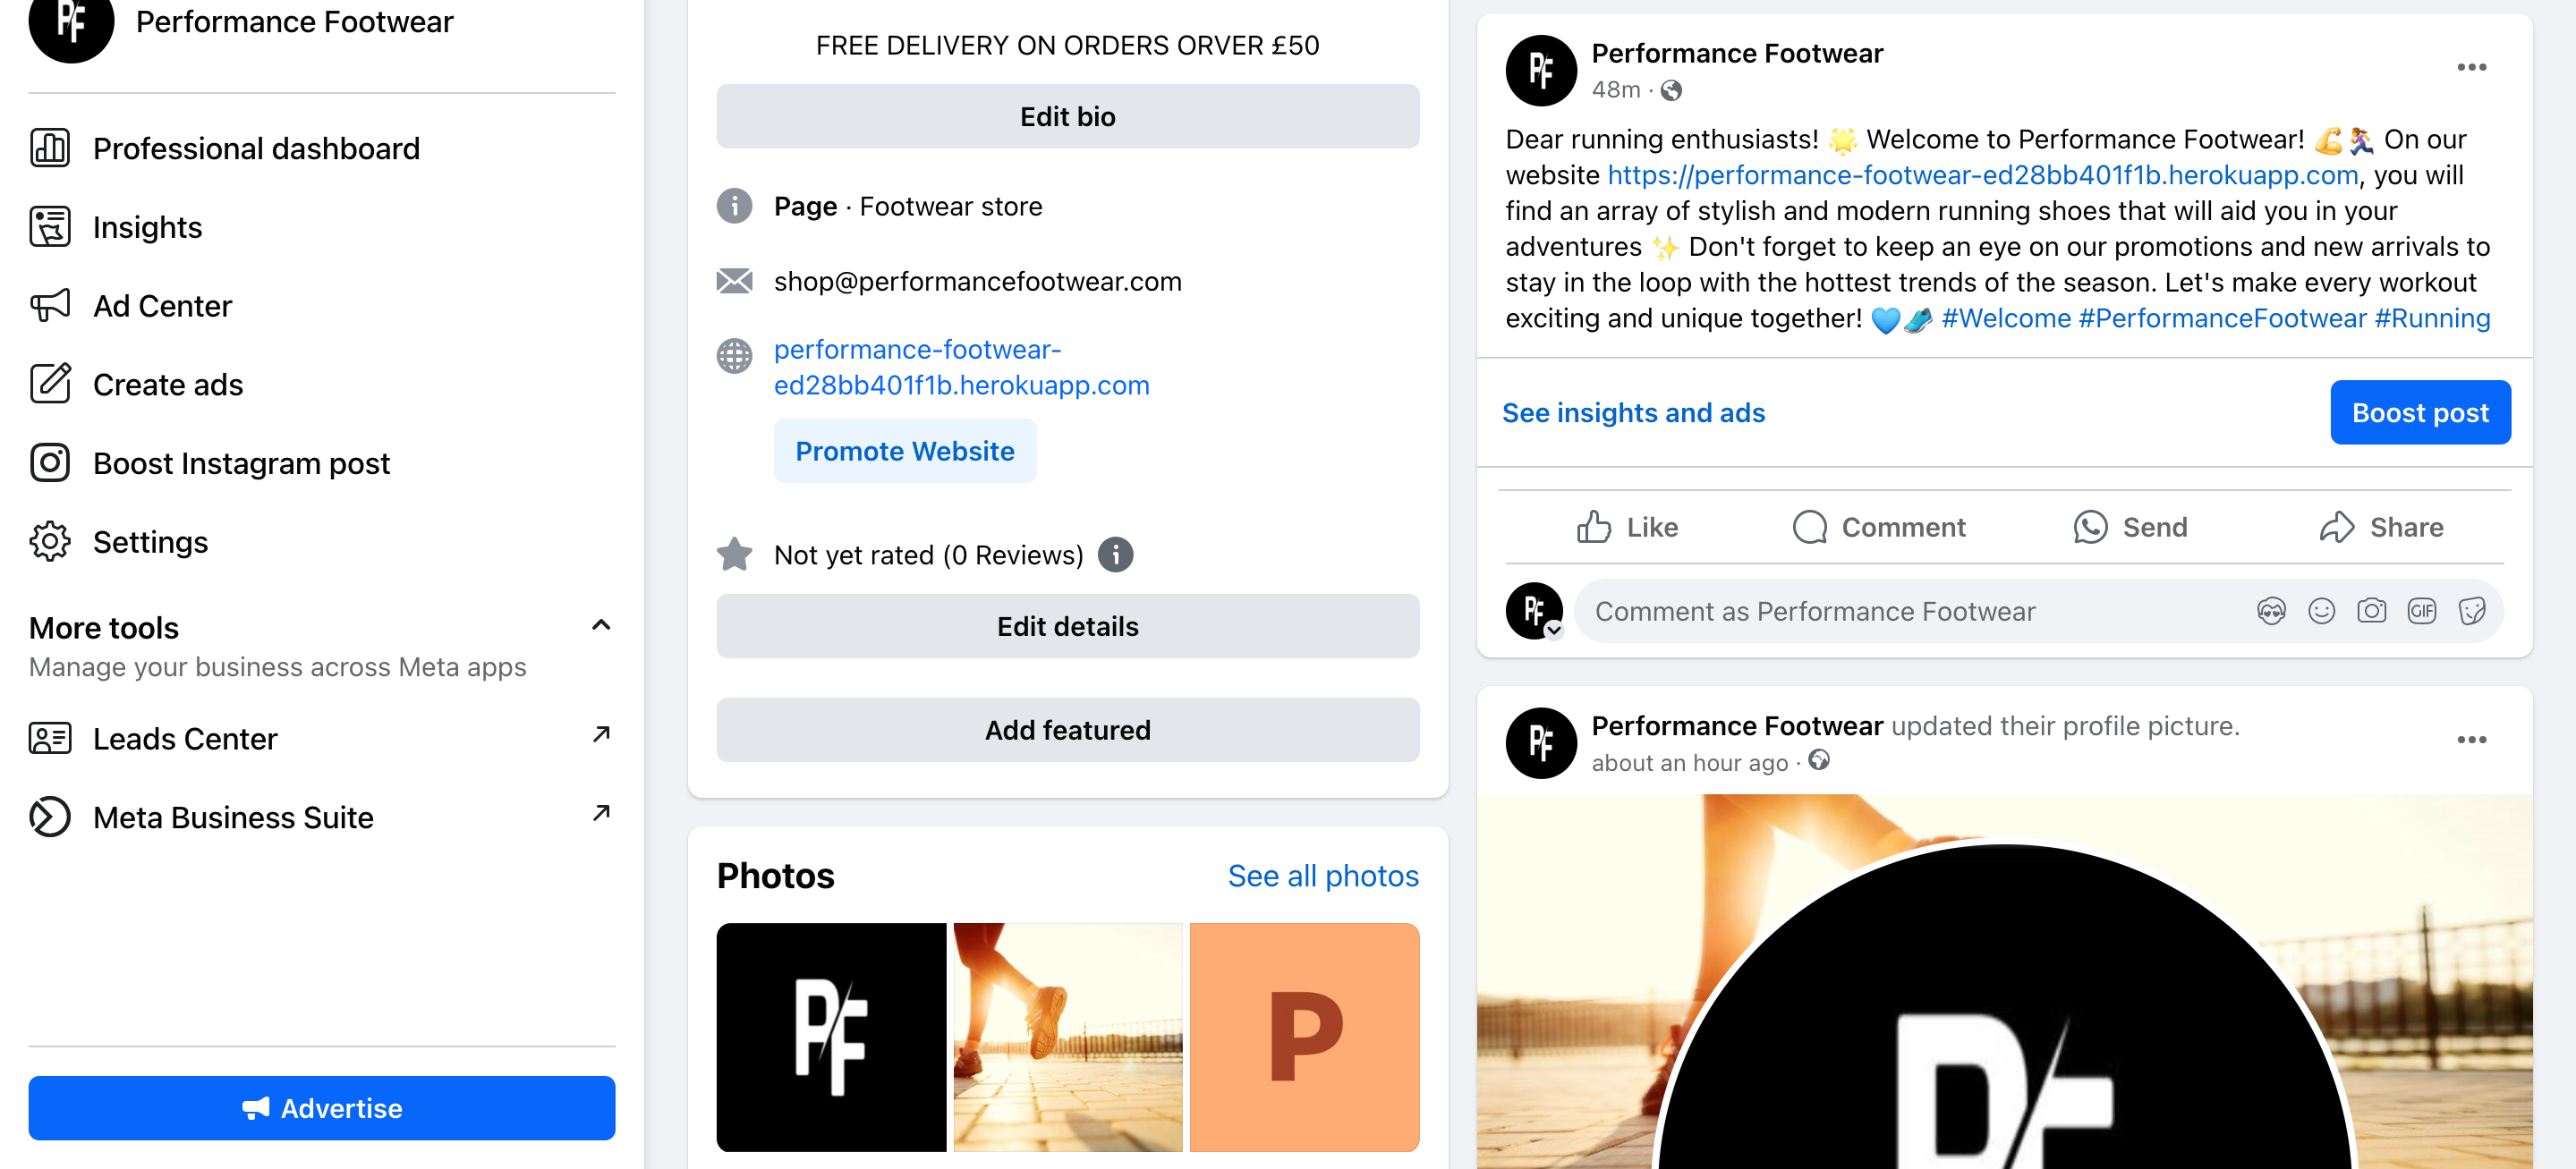 PF
Performance Footwear
Professional dashboard
Insights
Ad Center
Create ads
Boost Instagram post
Settings
More tools
Manage your business across Meta apps
Leads Center
Meta Business Suite
Advertise
FREE DELIVERY ON ORDERS ORVER £50
Edit bio
Page · Footwear store
shop@performancefootwear.com
performance-footwear-
ed28bb401f1b.herokuapp.com
Promote Website
Not yet rated (0 Reviews)
Edit details
Add featured
Photos
See all photos
PF
P
PF
Performance Footwear
48m ·
Dear running enthusiasts! 🌟 Welcome to Performance Footwear! 💪🏃‍♀️ On our
website https://performance-footwear-ed28bb401f1b.herokuapp.com, you will
find an array of stylish and modern running shoes that will aid you in your
adventures ✨ Don't forget to keep an eye on our promotions and new arrivals to
stay in the loop with the hottest trends of the season. Let's make every workout
exciting and unique together! 💙👟 #Welcome #PerformanceFootwear #Running
See insights and ads
Boost post
Like
Comment
Send
Share
PF
Comment as Performance Footwear
GIF
PF
Performance Footwear updated their profile picture.
about an hour ago ·
PF